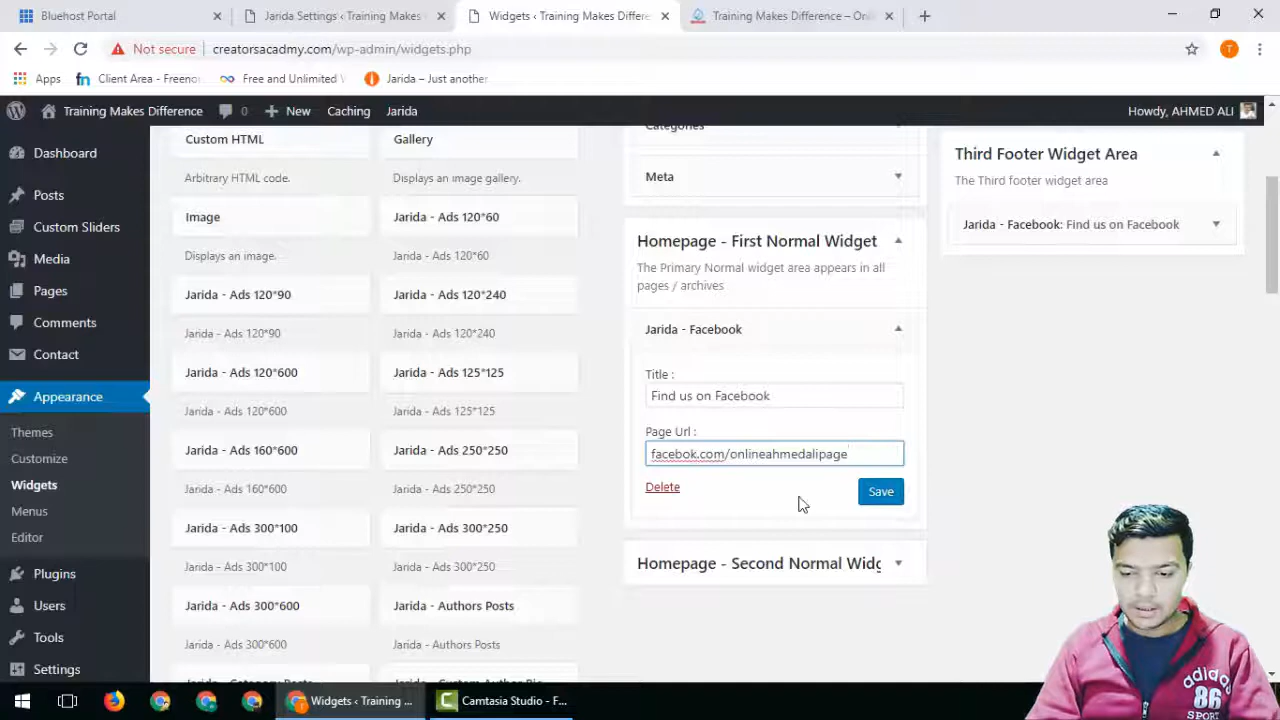 Bluehost Portal
Jarida Settings ‹ Training Makes
Widgets ‹ Training Makes Differe
Training Makes Difference – Onl
Not secure creatorsacadmy.com/wp-admin/widgets.php
T
Apps
Client Area - Freeno
Free and Unlimited
Jarida – Just another
Training Makes Difference
0
New
Caching
Jarida
Howdy, AHMED ALI
Dashboard
Posts
Custom Sliders
Media
Pages
Comments
Contact
Appearance
Themes
Customize
Widgets
Menus
Editor
Plugins
Users
Tools
Settings
Custom HTML
Arbitrary HTML code.
Image
Displays an image.
Jarida - Ads 120*90
Jarida - Ads 120*90
Jarida - Ads 120*600
Jarida - Ads 120*600
Jarida - Ads 160*600
Jarida - Ads 160*600
Jarida - Ads 300*100
Jarida - Ads 300*100
Jarida - Ads 300*600
Jarida - Ads 300*600
Gallery
Displays an image gallery.
Jarida - Ads 120*60
Jarida - Ads 120*60
Jarida - Ads 120*240
Jarida - Ads 120*240
Jarida - Ads 125*125
Jarida - Ads 125*125
Jarida - Ads 250*250
Jarida - Ads 250*250
Jarida - Ads 300*250
Jarida - Ads 300*250
Jarida - Authors Posts
Jarida - Authors Posts
Categories
Meta
Homepage - First Normal Widget
The Primary Normal widget area appears in all
pages / archives
Jarida - Facebook
Title :
Find us on Facebook
Page Url :
facebok.com/onlineahmedalipage
Delete
Save
Homepage - Second Normal Widg
Third Footer Widget Area
The Third footer widget area
Jarida - Facebook: Find us on Facebook
adidas
86
SPORT
Widgets ‹ Training ...
Camtasia Studio - F...